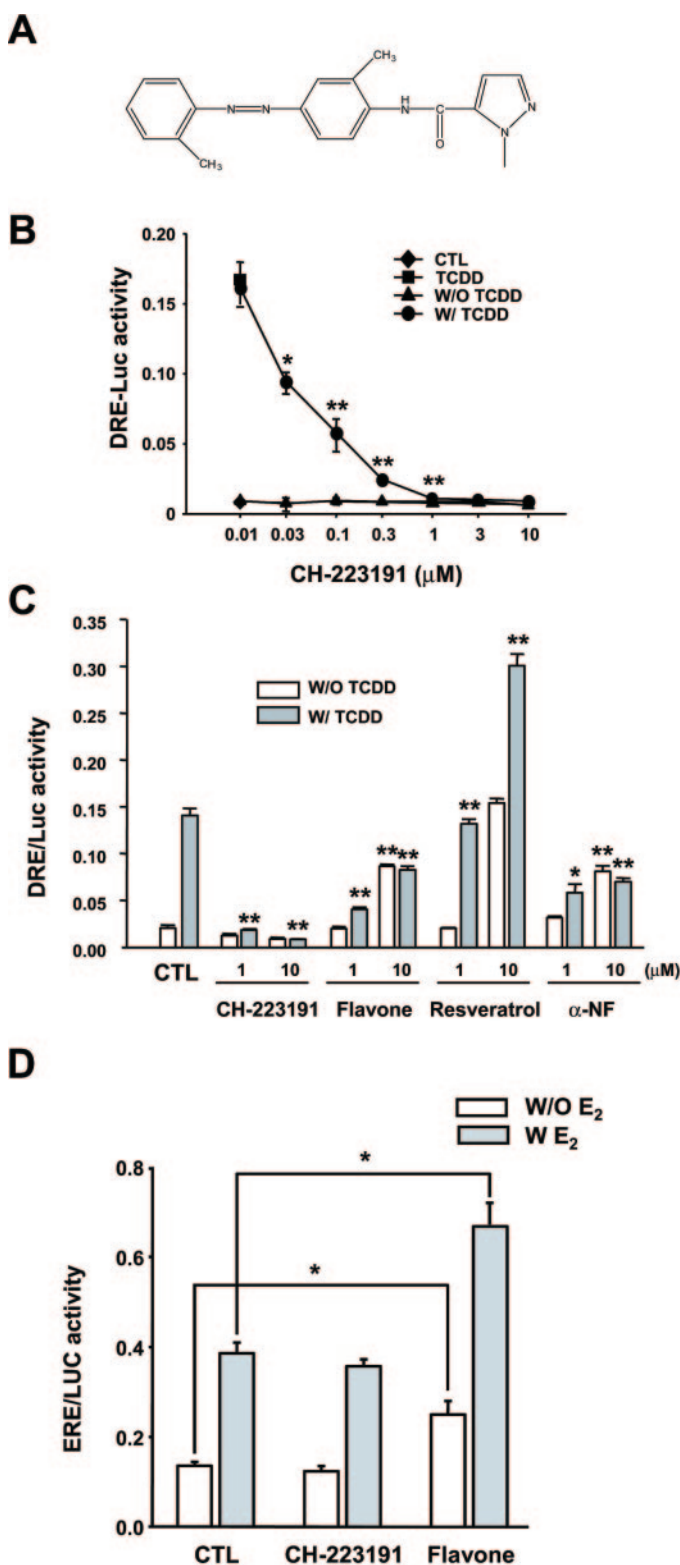 A
CH₃
N
N
H
N
C
O
N
N
CH₃
B
0.20
0.15
0.10
0.05
0
DRE-Luc activity
CTL
TCDD
W/O TCDD
W/ TCDD
*
**
**
**
0.01 0.03 0.1 0.3 1 3 10
CH-223191 (μM)
C
0.35
0.30
0.25
0.20
0.15
0.10
0.05
0.00
DRE/Luc activity
W/O TCDD
W/ TCDD
** ** ** ** ** ** ** * ** **
CTL 1 10 1 10 1 10 1 10 (μM)
CH-223191 Flavone Resveratrol α-NF
D
W/O E₂
W E₂
0.8
0.6
0.4
0.2
0.0
ERE/LUC activity
*
*
CTL CH-223191 Flavone